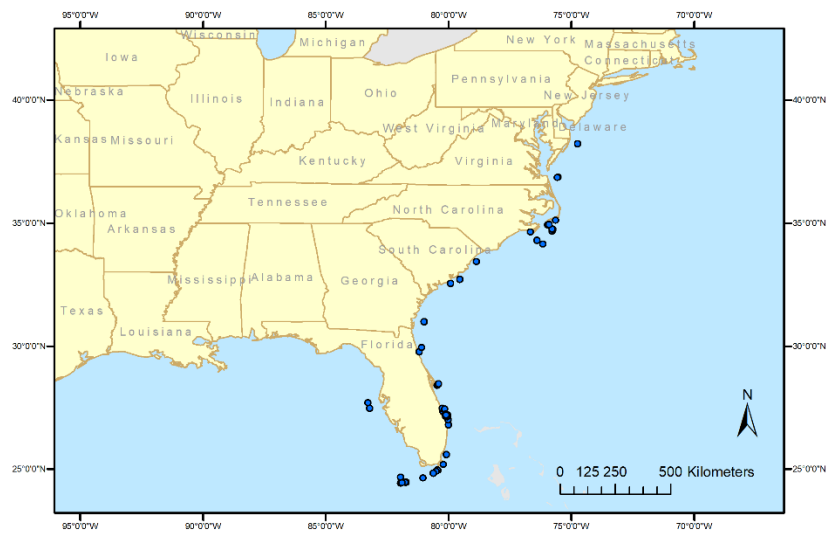 95°0'0"W 90°0'0"W 85°0'0"W 80°0'0"W 75°0'0"W 70°0'0"W
Wisconsin
Michigan
New York
Massachusetts
Iowa
Connecticut
Pennsylvania
Nebraska
Illinois
Indiana
Ohio
New Jersey
40°0'0"N
40°0'0"N
West Virginia
Maryland
Delaware
Kansas
Missouri
Kentucky
Virginia
Tennessee
North Carolina
Oklahoma
35°0'0"N
35°0'0"N
Arkansas
South Carolina
Mississippi
Alabama
Georgia
Texas
Louisiana
Florida
30°0'0"N
30°0'0"N
N
25°0'0"N
25°0'0"N
0 125 250 500 Kilometers
95°0'0"W 90°0'0"W 85°0'0"W 80°0'0"W 75°0'0"W 70°0'0"W